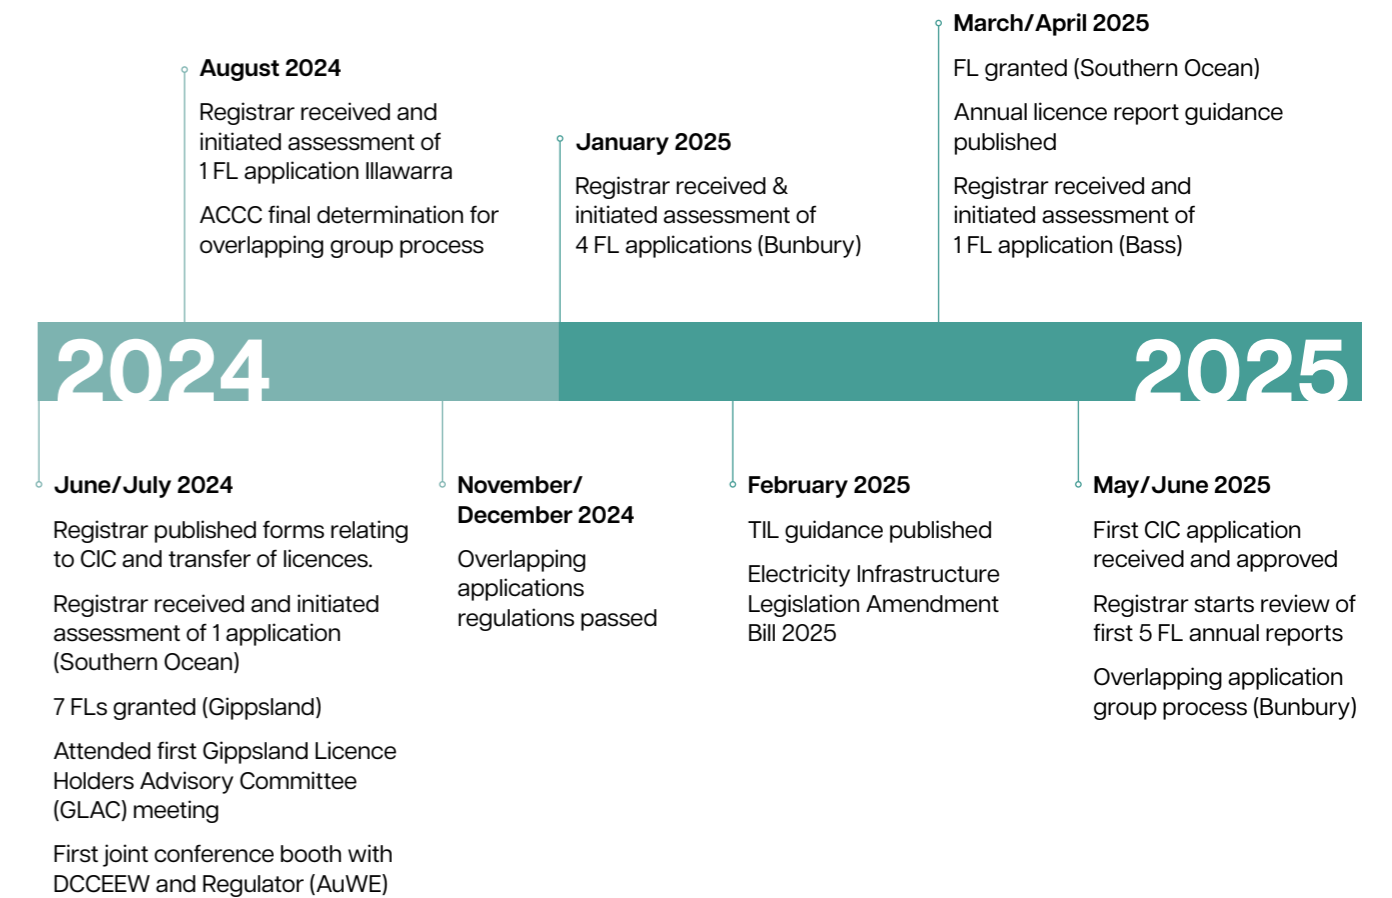 March/April 2025
FL granted (Southern Ocean)
Annual licence report guidance
published
Registrar received and
initiated assessment of
1 FL application (Bass)
August 2024
Registrar received and
initiated assessment of
1 FL application Illawarra
ACCC final determination for
overlapping group process
January 2025
Registrar received &
initiated assessment of
4 FL applications (Bunbury)
2024
2025
June/July 2024
Registrar published forms relating
to CIC and transfer of licences.
Registrar received and initiated
assessment of 1 application
(Southern Ocean)
7 FLs granted (Gippsland)
Attended first Gippsland Licence
Holders Advisory Committee
(GLAC) meeting
First joint conference booth with
DCCEEW and Regulator (AuWE)
November/
December 2024
Overlapping
applications
regulations passed
February 2025
TIL guidance published
Electricity Infrastructure
Legislation Amendment
Bill 2025
May/June 2025
First CIC application
received and approved
Registrar starts review of
first 5 FL annual reports
Overlapping application
group process (Bunbury)